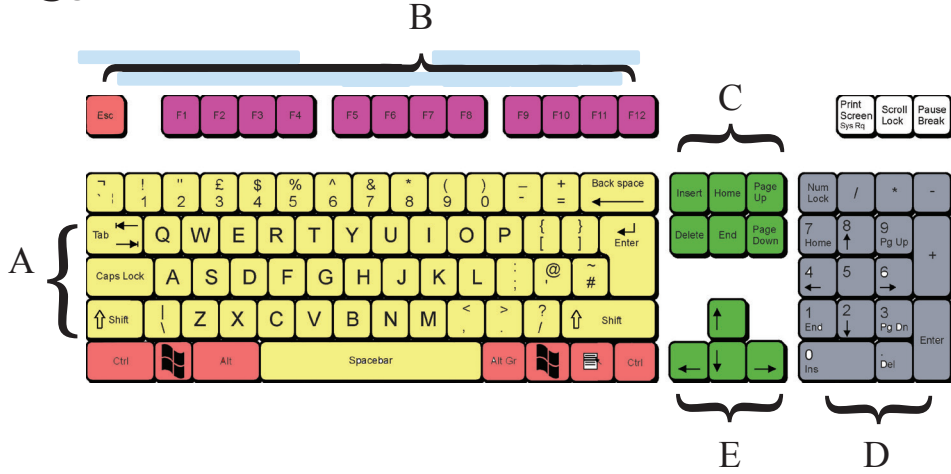 B
C
Esc F1 F2 F3 F4 F5 F6 F7 F8 F9 F10 F11 F12
Print Screen Sys Rq
Scroll Lock
Pause Break
¬ ` ¦
! 1
" 2
£ 3
$ 4
% 5
^ 6
& 7
* 8
( 9
) 0
_ -
+ =
Back space
Insert Home Page Up
Num Lock / * -
A
Tab Q W E R T Y U I O P { [ } ] Enter
Delete End Page Down
7 Home 8 9 Pg Up +
Caps Lock A S D F G H J K L : ; @ ' ~ #
4 5 6
Shift | \ Z X C V B N M < , > . ? / Shift
1 End 2 3 Pg Dn Enter
Ctrl Alt Spacebar Alt Gr Ctrl
0 Ins . Del
E
D